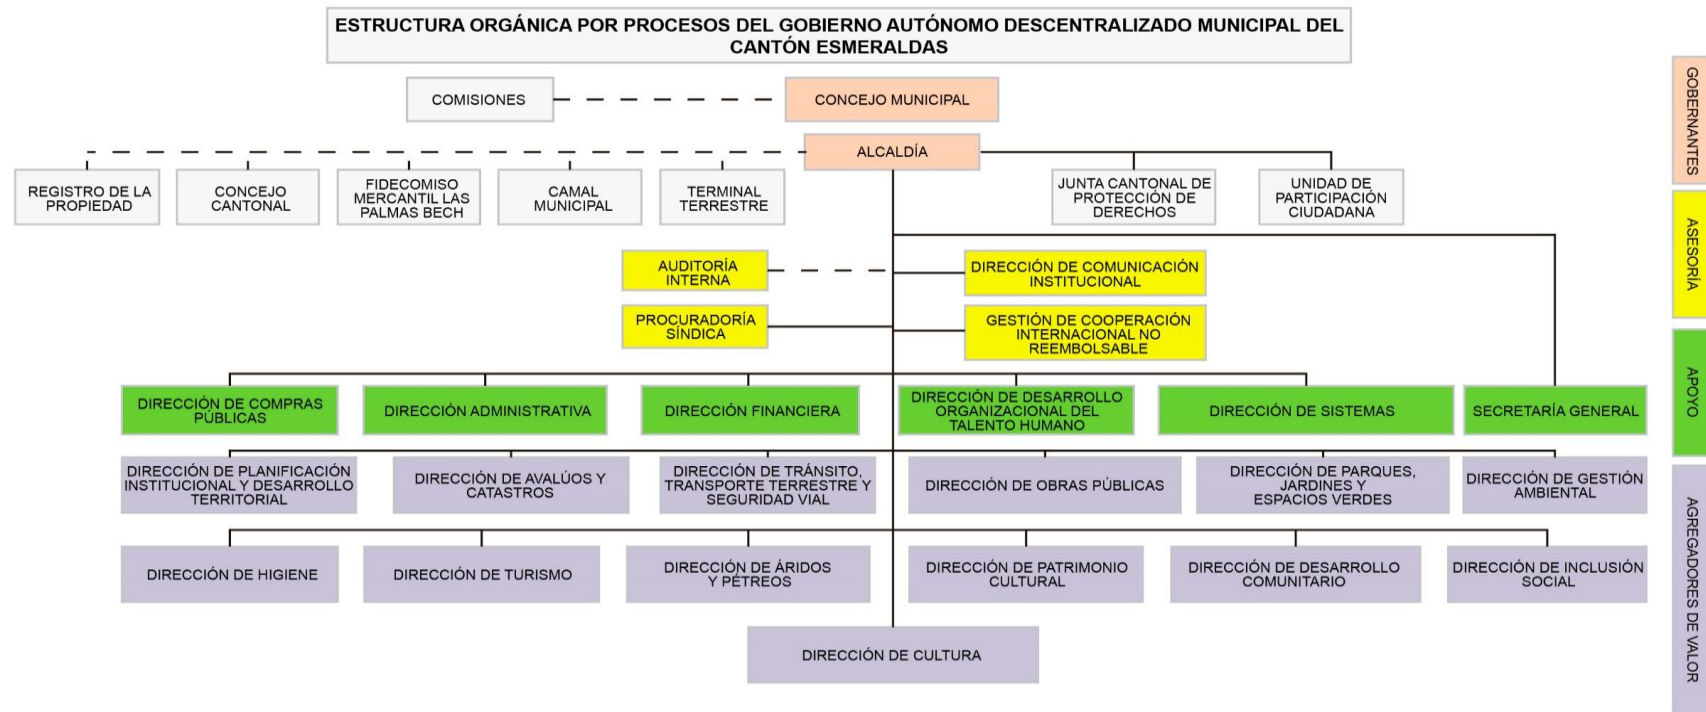 ESTRUCTURA ORGÁNICA POR PROCESOS DEL GOBIERNO AUTÓNOMO DESCENTRALIZADO MUNICIPAL DEL
CANTÓN ESMERALDAS
COMISIONES
CONCEJO MUNICIPAL
ALCALDÍA
REGISTRO DE LA
PROPIEDAD
CONCEJO
CANTONAL
FIDECOMISO
MERCANTIL LAS
PALMAS BECH
CAMAL
MUNICIPAL
TERMINAL
TERRESTRE
JUNTA CANTONAL DE
PROTECCIÓN DE
DERECHOS
UNIDAD DE
PARTICIPACIÓN
CIUDADANA
AUDITORÍA
INTERNA
DIRECCIÓN DE COMUNICACIÓN
INSTITUCIONAL
PROCURADORÍA
SÍNDICA
GESTIÓN DE COOPERACIÓN
INTERNACIONAL NO
REEMBOLSABLE
DIRECCIÓN DE COMPRAS
PÚBLICAS
DIRECCIÓN ADMINISTRATIVA
DIRECCIÓN FINANCIERA
DIRECCIÓN DE DESARROLLO
ORGANIZACIONAL DEL
TALENTO HUMANO
DIRECCIÓN DE SISTEMAS
SECRETARÍA GENERAL
DIRECCIÓN DE PLANIFICACIÓN
INSTITUCIONAL Y DESARROLLO
TERRITORIAL
DIRECCIÓN DE AVALÚOS Y
CATASTROS
DIRECCIÓN DE TRÁNSITO,
TRANSPORTE TERRESTRE Y
SEGURIDAD VIAL
DIRECCIÓN DE OBRAS PÚBLICAS
DIRECCIÓN DE PARQUES,
JARDINES Y
ESPACIOS VERDES
DIRECCIÓN DE GESTIÓN
AMBIENTAL
DIRECCIÓN DE HIGIENE
DIRECCIÓN DE TURISMO
DIRECCIÓN DE ÁRIDOS
Y PÉTREOS
DIRECCIÓN DE PATRIMONIO
CULTURAL
DIRECCIÓN DE DESARROLLO
COMUNITARIO
DIRECCIÓN DE INCLUSIÓN
SOCIAL
DIRECCIÓN DE CULTURA
GOBERNANTES
ASESORÍA
APOYO
AGREGADORES DE VALOR